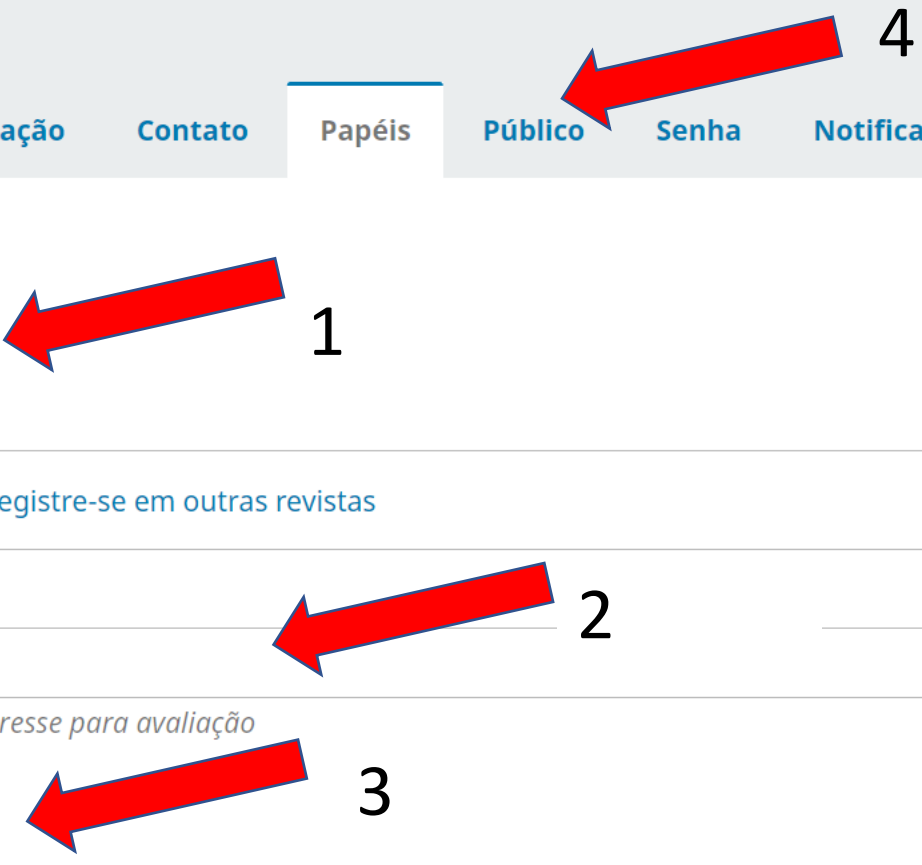 4
ação Contato Papéis Público Senha Notifica
1
egistre-se em outras revistas
2
resse para avaliação
3